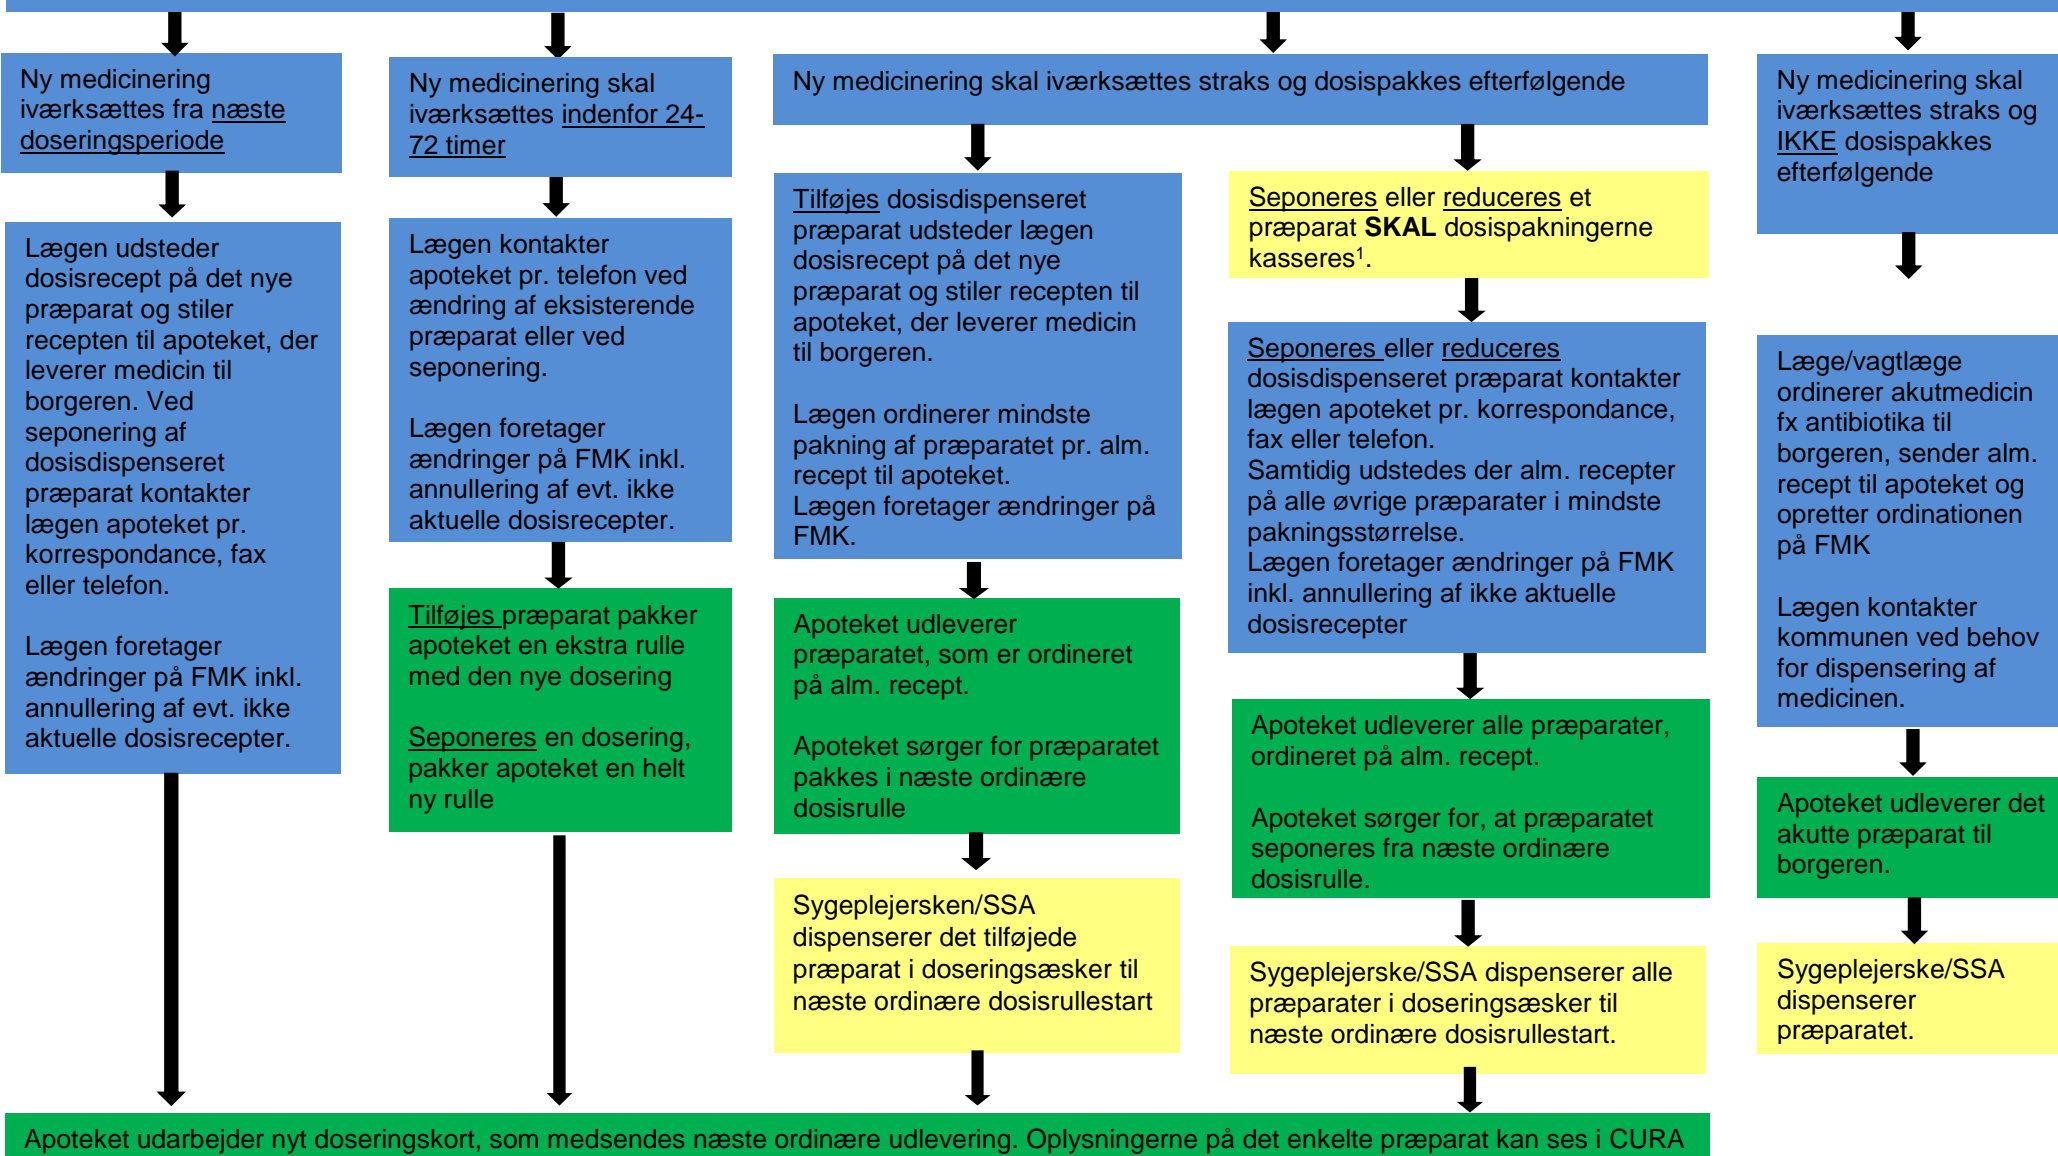 Ny medicinering
iværksættes fra næste
doseringsperiode
Lægen udsteder
dosisrecept på det nye
præparat og stiler
recepten til apoteket, der
leverer medicin til
borgeren. Ved
seponering af
dosisdispenseret
præparat kontakter
lægen apoteket pr.
korrespondance, fax
eller telefon.
Lægen foretager
ændringer på FMK inkl.
annullering af evt. ikke
aktuelle dosisrecepter.
Ny medicinering skal
iværksættes indenfor 24-
72 timer
Lægen kontakter
apoteket pr. telefon ved
ændring af eksisterende
præparat eller ved
seponering.
Lægen foretager
ændringer på FMK inkl.
annullering af evt. ikke
aktuelle dosisrecepter.
Tilføjes præparat pakker
apoteket en ekstra rulle
med den nye dosering
Seponeres en dosering,
pakker apoteket en helt
ny rulle
Ny medicinering skal iværksættes straks og dosispakkes efterfølgende
Tilføjes dosisdispenseret
præparat udsteder lægen
dosisrecept på det nye
præparat og stiler recepten til
apoteket, der leverer medicin
til borgeren.
Lægen ordinerer mindste
pakning af præparatet pr. alm.
recept til apoteket.
Lægen foretager ændringer på
FMK.
Apoteket udleverer
præparatet, som er ordineret
på alm. recept.
Apoteket sørger for præparatet
pakkes i næste ordinære
dosisrulle
Sygeplejersken/SSA
dispenserer det tilføjede
præparat i doseringsæsker til
næste ordinære dosisrullestart
Seponeres eller reduceres et
præparat SKAL dosispakningerne
kasseres¹.
Seponeres eller reduceres
dosisdispenseret præparat kontakter
lægen apoteket pr. korrespondance,
fax eller telefon.
Samtidig udstedes der alm. recepter
på alle øvrige præparater i mindste
pakningsstørrelse.
Lægen foretager ændringer på FMK
inkl. annullering af ikke aktuelle
dosisrecepter
Apoteket udleverer alle præparater,
ordineret på alm. recept.
Apoteket sørger for, at præparatet
seponeres fra næste ordinære
dosisrulle.
Sygeplejerske/SSA dispenserer alle
præparater i doseringsæsker til
næste ordinære dosisrullestart.
Ny medicinering skal
iværksættes straks og
IKKE dosispakkes
efterfølgende
Læge/vagtlæge
ordinerer akutmedicin
fx antibiotika til
borgeren, sender alm.
recept til apoteket og
opretter ordinationen
på FMK
Lægen kontakter
kommunen ved behov
for dispensering af
medicinen.
Apoteket udleverer det
akutte præparat til
borgeren.
Sygeplejerske/SSA
dispenserer
præparatet.
Apoteket udarbejder nyt doseringskort, som medsendes næste ordinære udlevering. Oplysningerne på det enkelte præparat kan ses i CURA